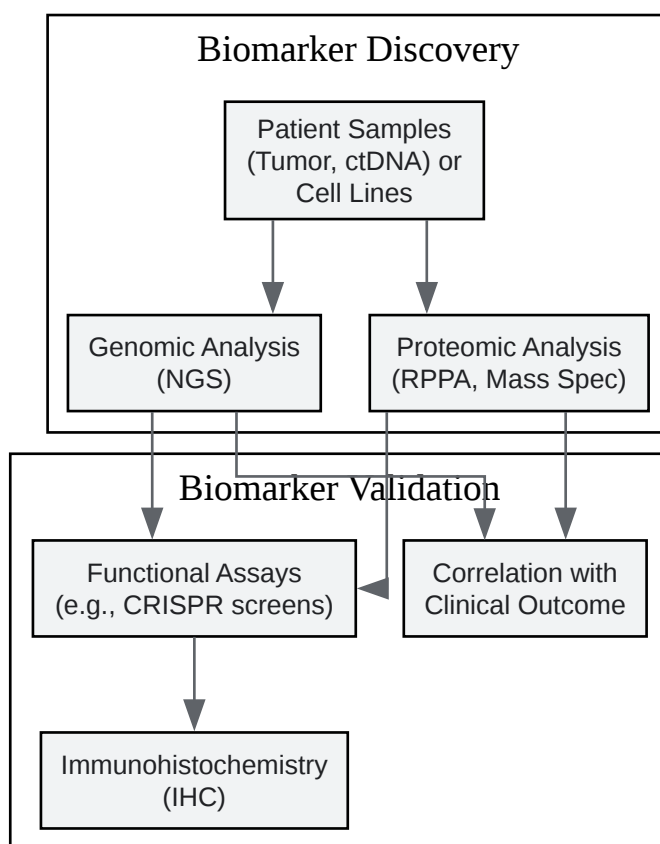 Biomarker Discovery
Patient Samples
(Tumor, ctDNA) or
Cell Lines
Genomic Analysis
(NGS)
Proteomic Analysis
(RPPA, Mass Spec)
Biomarker Validation
Functional Assays
(e.g., CRISPR screens)
Correlation with
Clinical Outcome
Immunohistochemistry
(IHC)